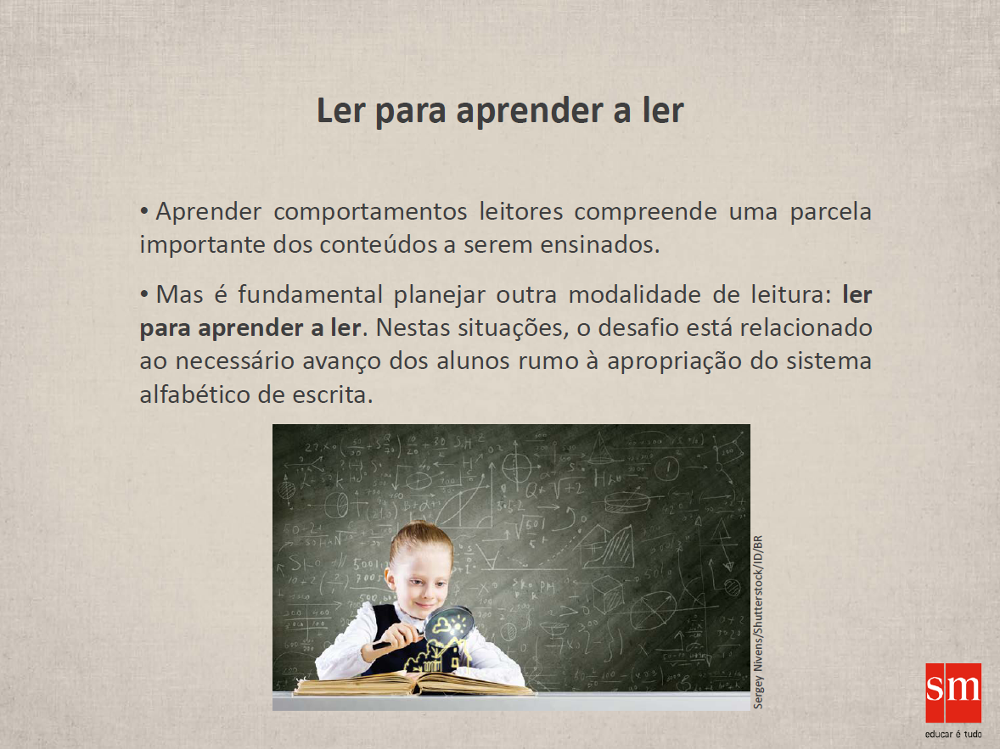 Ler para aprender a ler
• Aprender comportamentos leitores compreende uma parcela
importante dos conteúdos a serem ensinados.
• Mas é fundamental planejar outra modalidade de leitura: ler
para aprender a ler. Nestas situações, o desafio está relacionado
ao necessário avanço dos alunos rumo à apropriação do sistema
alfabético de escrita.
Sergey Nivens/Shutterstock/ID/BR
sm
educar é tudo